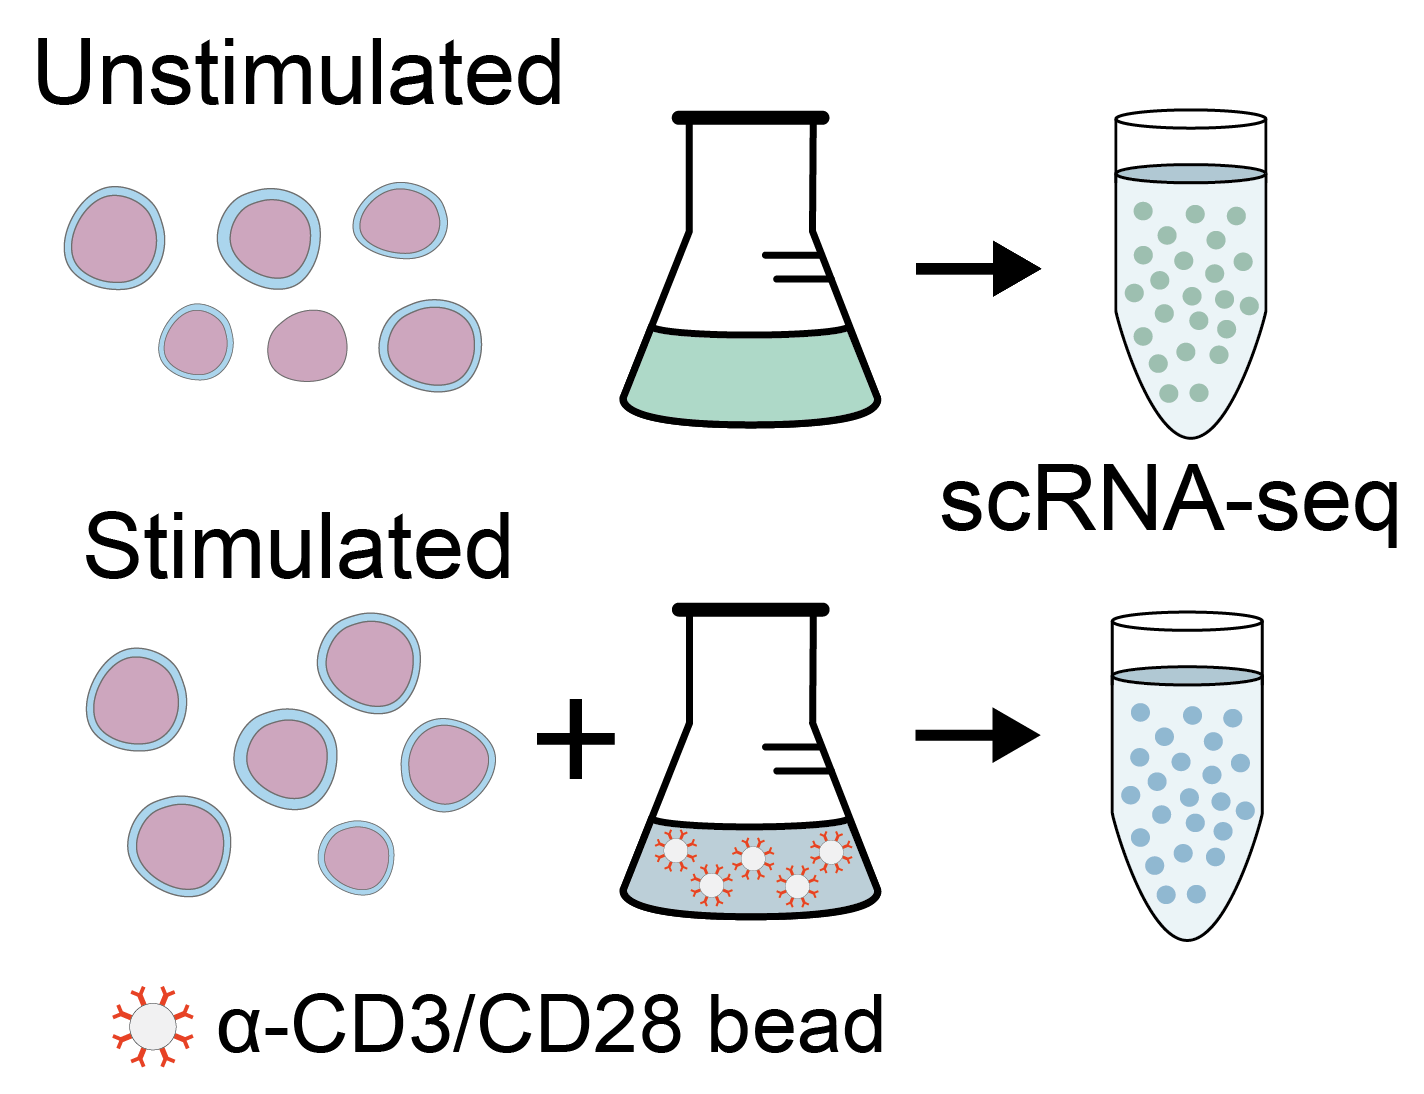 Unstimulated
scRNA-seq
Stimulated
α-CD3/CD28 bead